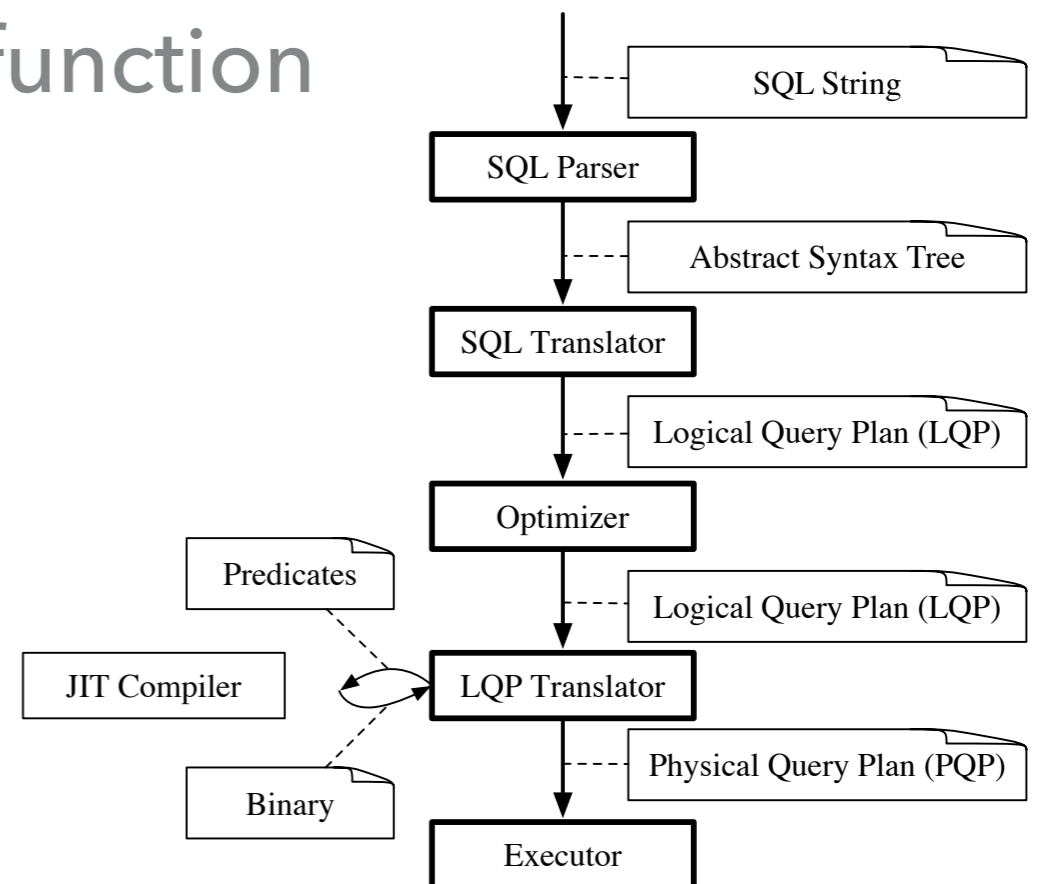 function
SQL String
SQL Parser
Abstract Syntax Tree
SQL Translator
Logical Query Plan (LQP)
Optimizer
Predicates
Logical Query Plan (LQP)
JIT Compiler
LQP Translator
Physical Query Plan (PQP)
Binary
Executor